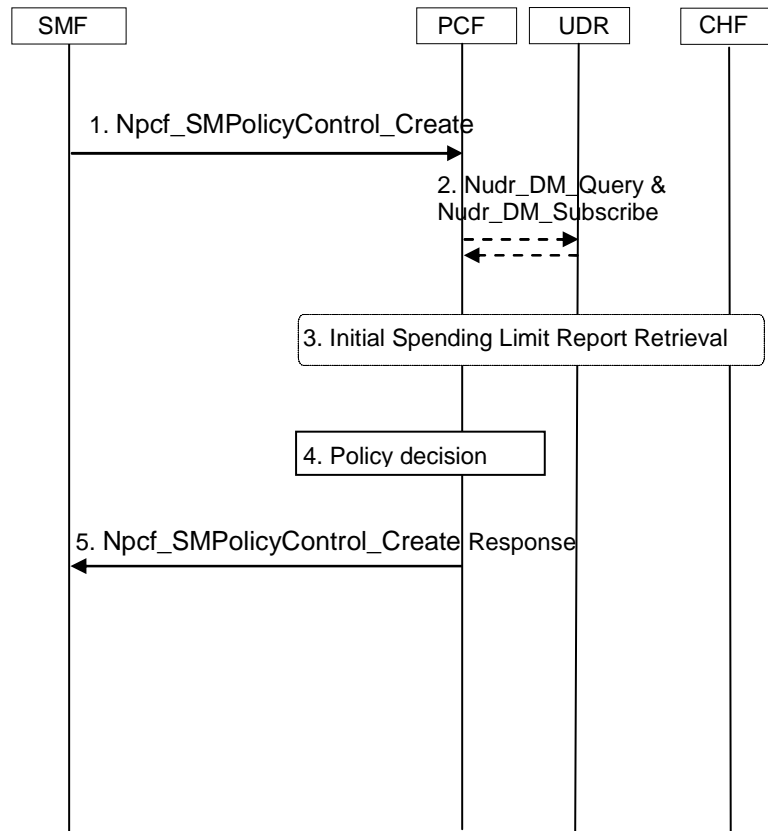 SMF
PCF
UDR
CHF
1. Npcf_SMPolicyControl_Create
2. Nudr_DM_Query &
Nudr_DM_Subscribe
3. Initial Spending Limit Report Retrieval
4. Policy decision
5. Npcf_SMPolicyControl_Create Response